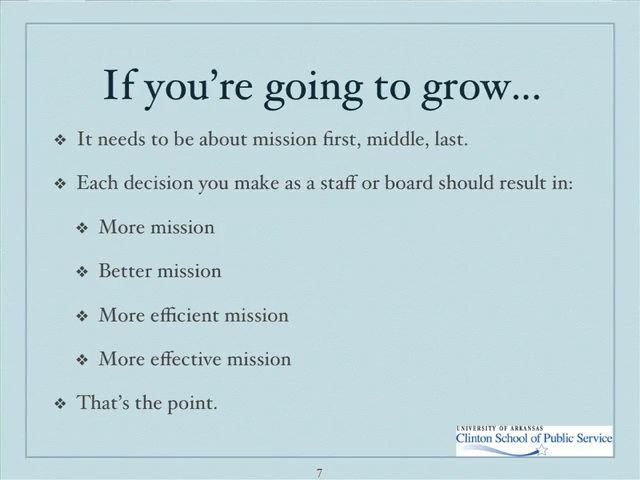 If you’re going to grow...
❖ It needs to be about mission first, middle, last.
❖ Each decision you make as a staff or board should result in:
❖ More mission
❖ Better mission
❖ More efficient mission
❖ More effective mission
❖ That’s the point.
UNIVERSITY OF ARKANSAS
Clinton School of Public Service
7